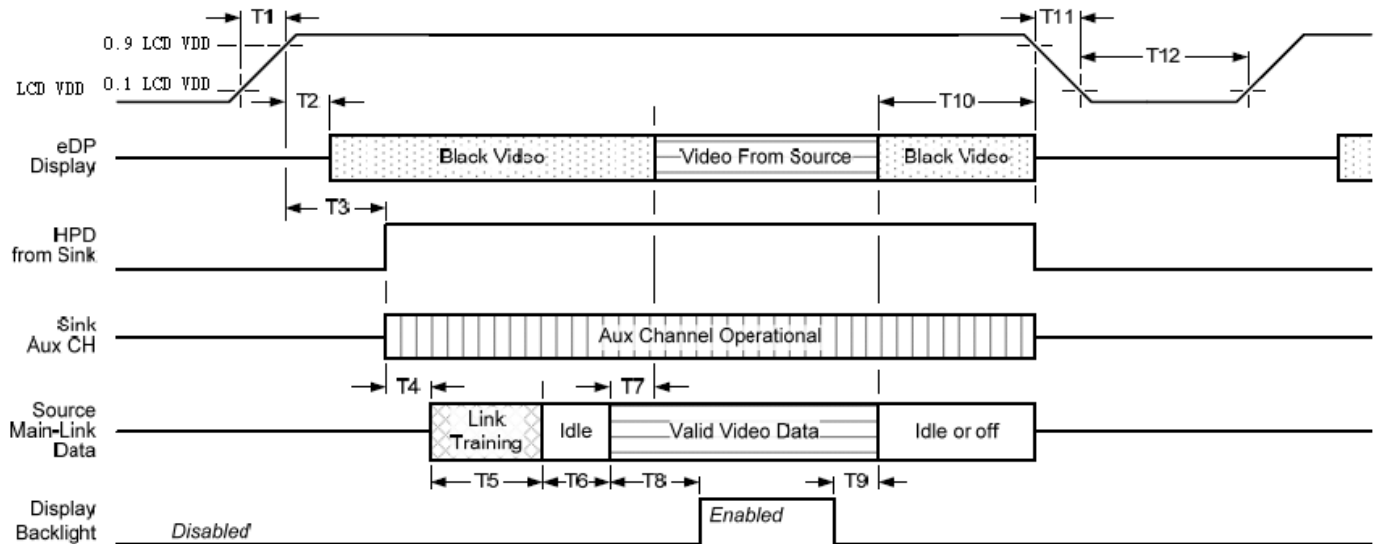 T1
T11
0.9 LCD VDD
T12
LCD VDD 0.1 LCD VDD
T2
T10
eDP
Display
Black Video
Video From Source
Black Video
T3
HPD
from Sink
Sink
Aux CH
Aux Channel Operational
T4
T7
Source
Main-Link
Data
Link
Training
Idle
Valid Video Data
Idle or off
T5
T6
T8
T9
Display
Backlight
Disabled
Enabled